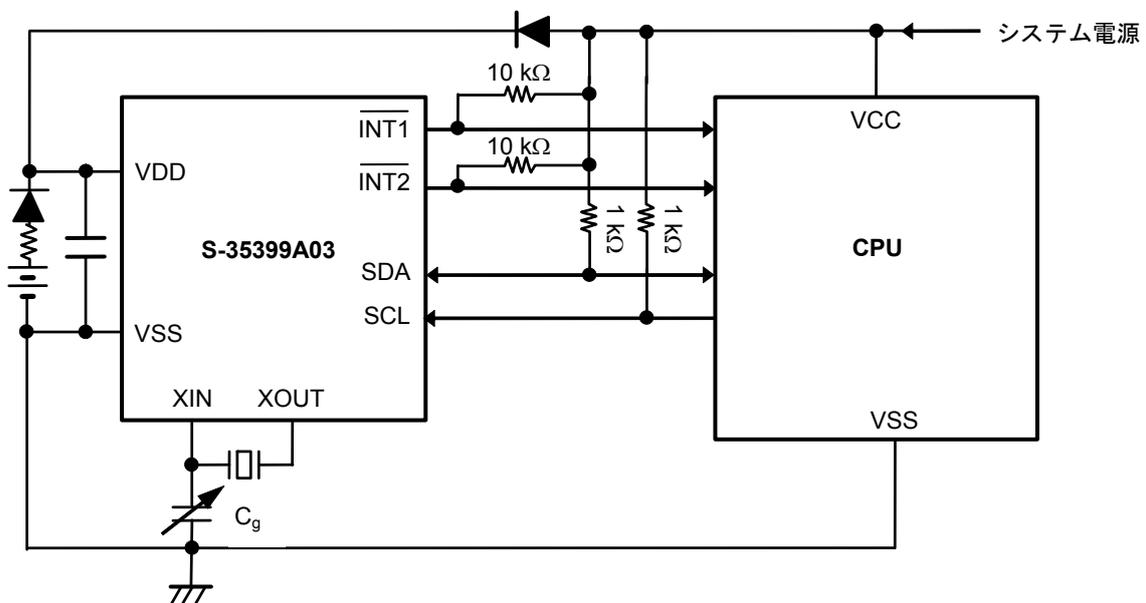 システム電源
10 kΩ
INT1
VCC
10 kΩ
VDD
INT2
S-35399A03
1 kΩ
1 kΩ
CPU
SDA
SCL
VSS
XIN
XOUT
VSS
Cg